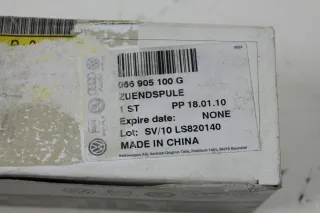 066 905 100 G
ZUENDSPULE
1 ST PP 18.01.10
Expire date: NONE
Lot: SV/10 LS820140
MADE IN CHINA